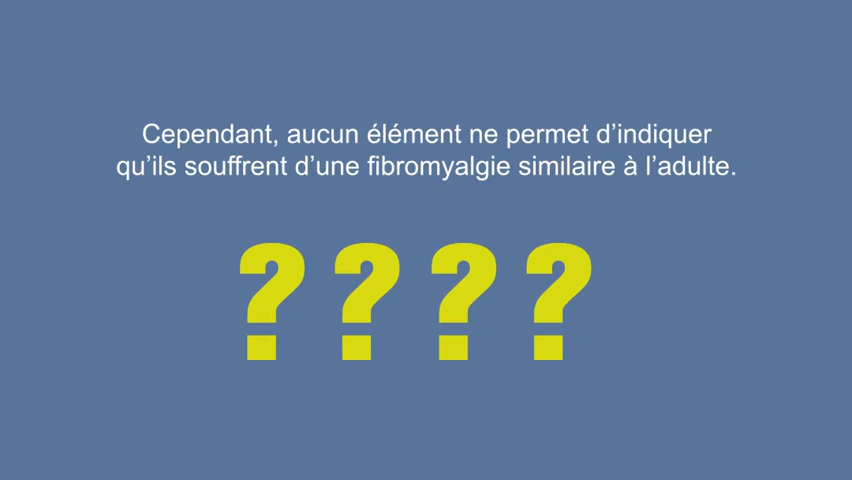 Cependant, aucun élément ne permet d’indiquer
qu’ils souffrent d’une fibromyalgie similaire à l’adulte.
? ? ? ?